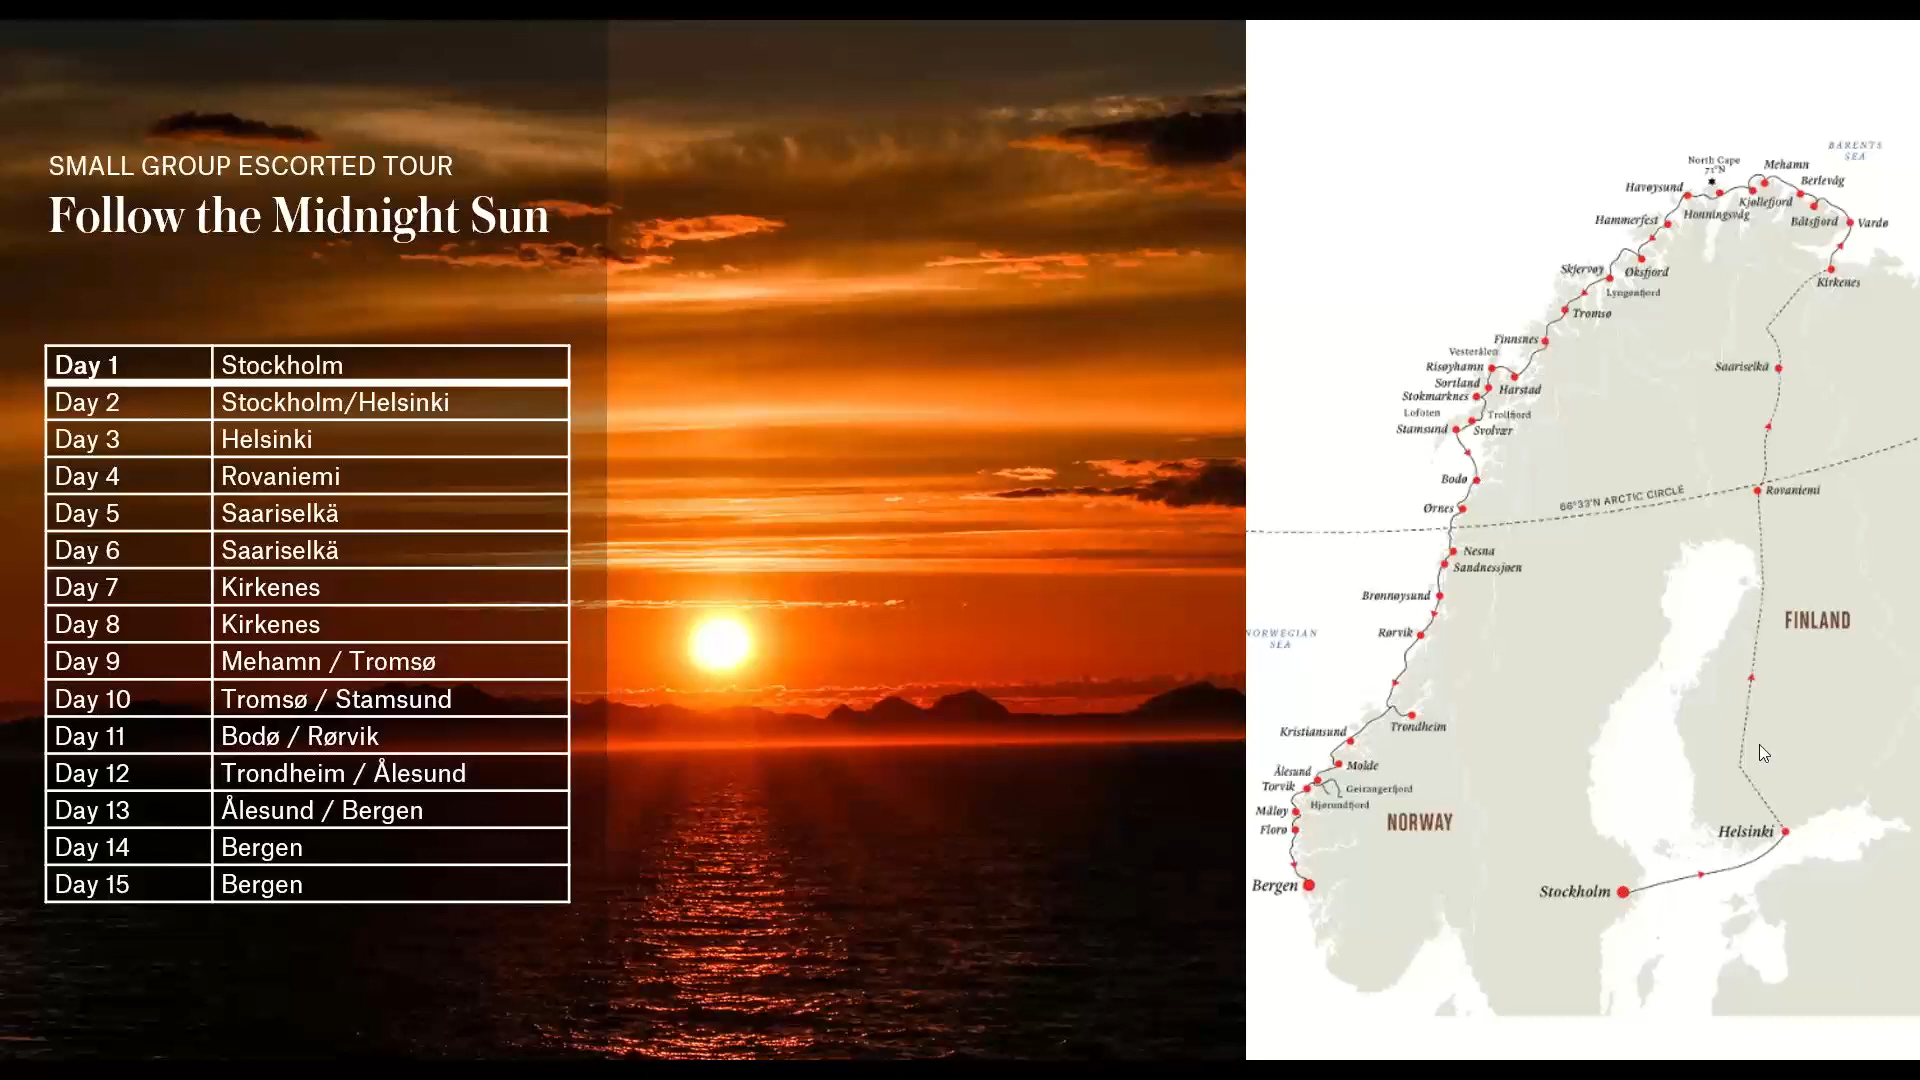 SMALL GROUP ESCORTED TOUR
Follow the Midnight Sun
Day 1 Stockholm
Day 2 Stockholm/Helsinki
Day 3 Helsinki
Day 4 Rovaniemi
Day 5 Saariselkä
Day 6 Saariselkä
Day 7 Kirkenes
Day 8 Kirkenes
Day 9 Mehamn / Tromsø
Day 10 Tromsø / Stamsund
Day 11 Bodø / Rørvik
Day 12 Trondheim / Ålesund
Day 13 Ålesund / Bergen
Day 14 Bergen
Day 15 Bergen
BARENTS
SEA
North Cape
71°N
Mehamn
Berlevåg
Havøysund
Kjøllefjord
Honningsvåg
Hammerfest
Båtsfjord
Vardø
Skjervøy
Øksfjord
Kirkenes
Lyngenfjord
Tromsø
Finnsnes
Vesterålen
Risøyhamn
Saariselkä
Sortland
Harstad
Stokmarknes
Lofoten
Trollfjord
Stamsund
Svolvær
Bodø
Rovaniemi
66°33'N ARCTIC CIRCLE
Ørnes
Nesna
Sandnessjøen
Brønnøysund
FINLAND
NORWEGIAN
SEA
Rørvik
Trondheim
Kristiansund
Molde
Ålesund
Torvik
Geirangerfjord
Hjørundfjord
Måløy
NORWAY
Florø
Helsinki
Bergen
Stockholm